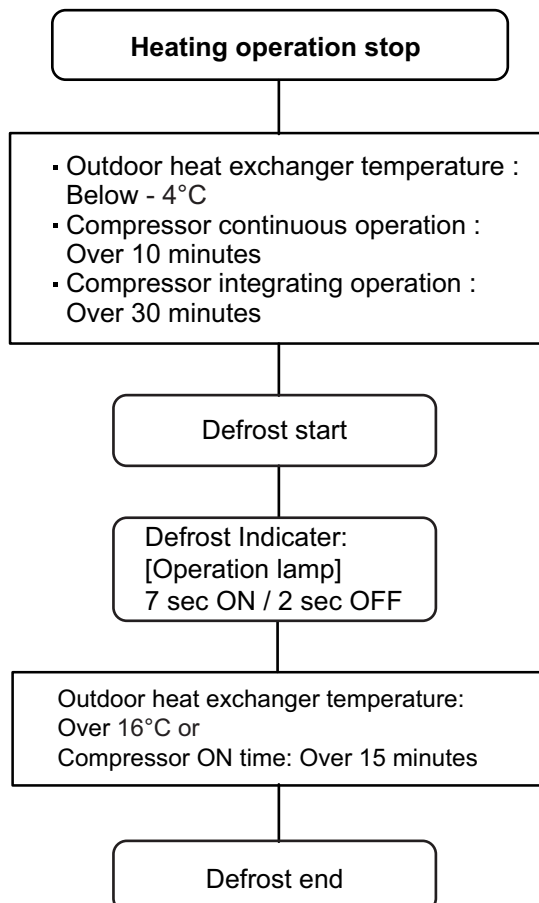 Heating operation stop
· Outdoor heat exchanger temperature :
Below - 4°C
· Compressor continuous operation :
Over 10 minutes
· Compressor integrating operation :
Over 30 minutes
Defrost start
Defrost Indicater:
[Operation lamp]
7 sec ON / 2 sec OFF
Outdoor heat exchanger temperature:
Over 16°C or
Compressor ON time: Over 15 minutes
Defrost end